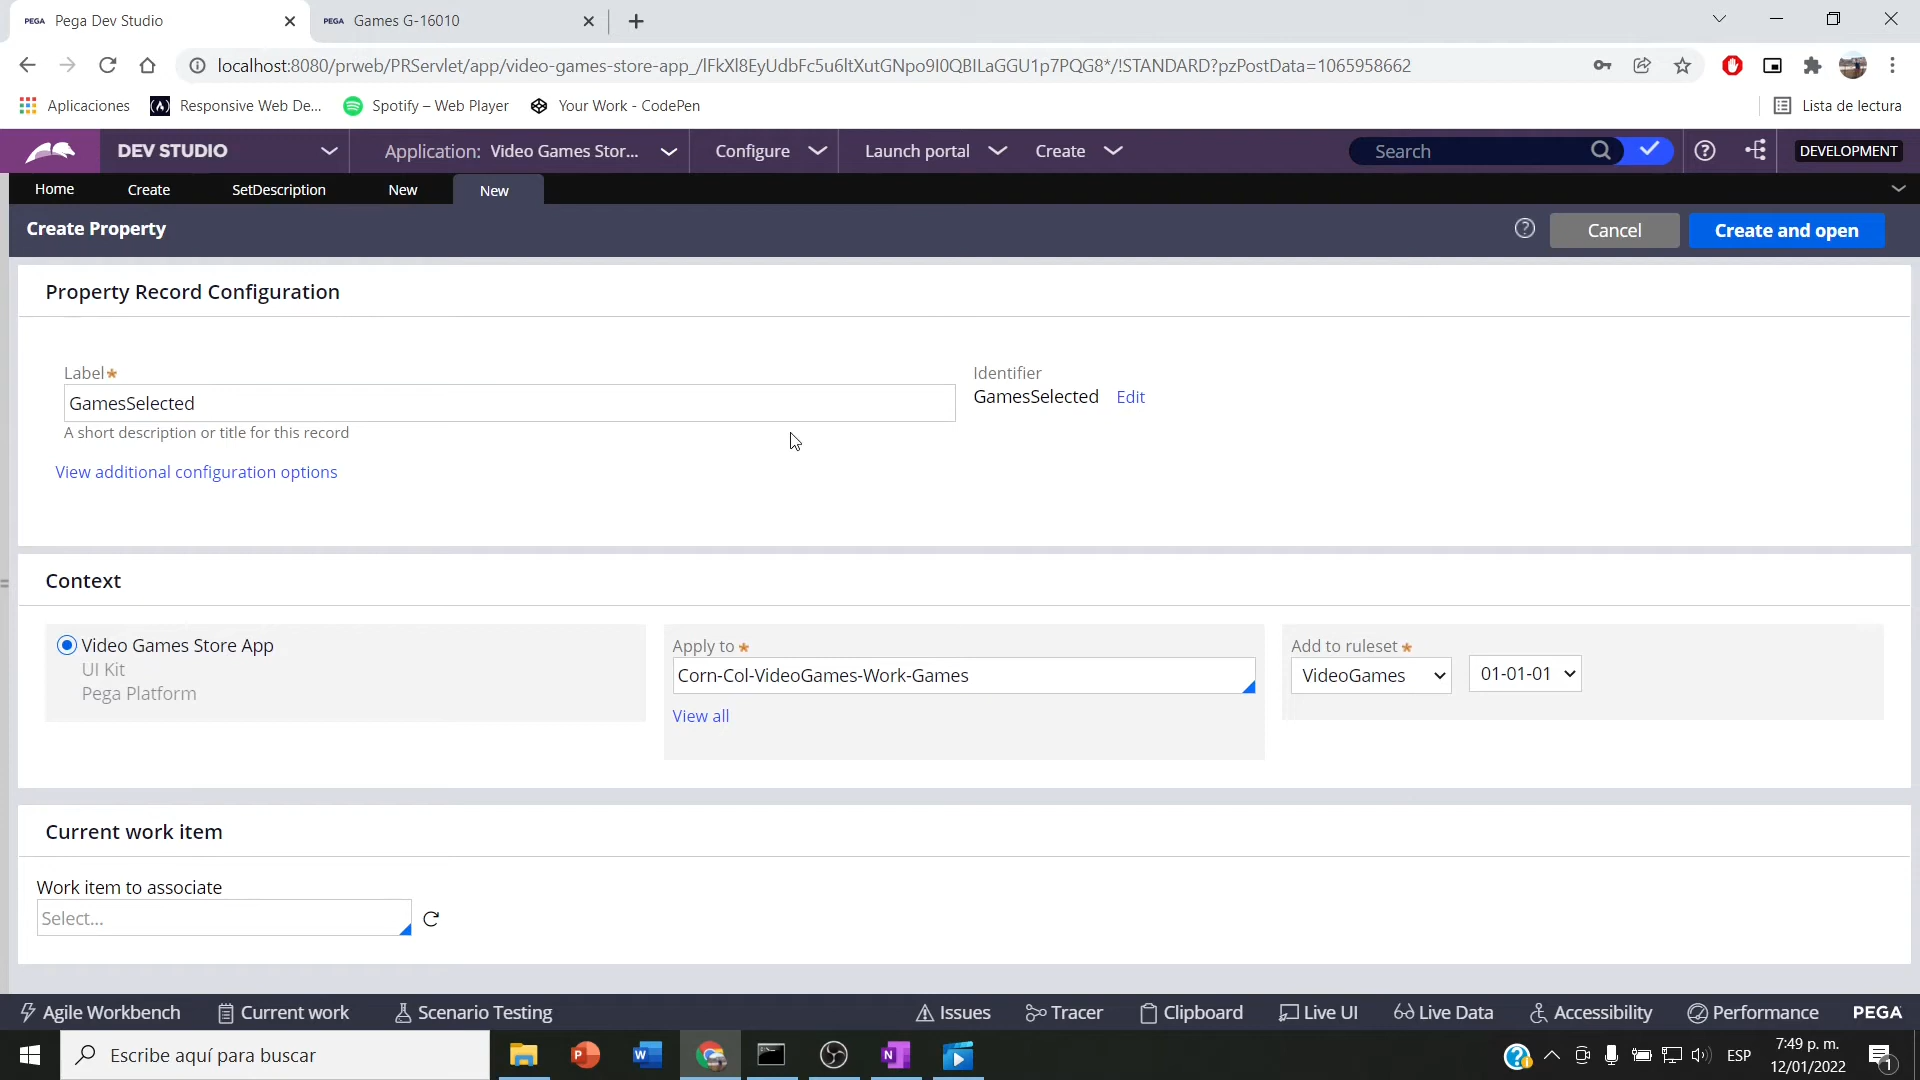 PEGA Pega Dev Studio
PEGA Games G-16010
localhost:8080/prweb/PRServlet/app/video-games-store-app_/lFkXl8EyUdbFc5u6ltXutGNpo9I0QBILaGGU1p7PQG8*/!STANDARD?pzPostData=1065958662
Aplicaciones Responsive Web De... Spotify – Web Player Your Work - CodePen Lista de lectura
DEV STUDIO Application: Video Games Stor... Configure Launch portal Create Search DEVELOPMENT
Home Create SetDescription New New
Create Property Cancel Create and open
Property Record Configuration
Label* Identifier
GamesSelected GamesSelected Edit
A short description or title for this record
View additional configuration options
Context
Video Games Store App
UI Kit
Pega Platform
Apply to *
Corn-Col-VideoGames-Work-Games
View all
Add to ruleset *
VideoGames 01-01-01
Current work item
Work item to associate
Select...
Agile Workbench Current work Scenario Testing Issues Tracer Clipboard Live UI Live Data Accessibility Performance PEGA
Escribe aquí para buscar
ESP 7:49 p. m.
12/01/2022
1